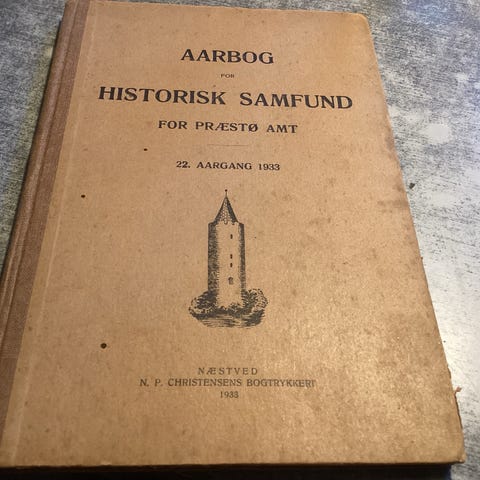 AARBOG
FOR
HISTORISK SAMFUND
FOR PRÆSTØ AMT
22. AARGANG 1933
NÆSTVED
N. P. CHRISTENSENS BOGTRYKKERI
1933